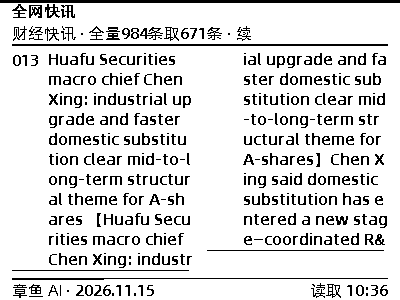 全网快讯
财经快讯 · 全量984条取671条 · 续
013 Huafu Securities
macro chief Chen
Xing: industrial up
grade and faster
domestic substitu
tion clear mid-to-l
ong-term structur
al theme for A-sh
ares 【Huafu Secu
rities macro chief
Chen Xing: industr
ial upgrade and fa
ster domestic sub
stitution clear mid
-to-long-term str
uctural theme for
A-shares】Chen X
ing said domestic
substitution has e
ntered a new stag
e—coordinated R&
章鱼 AI · 2026.11.15
读取 10:36